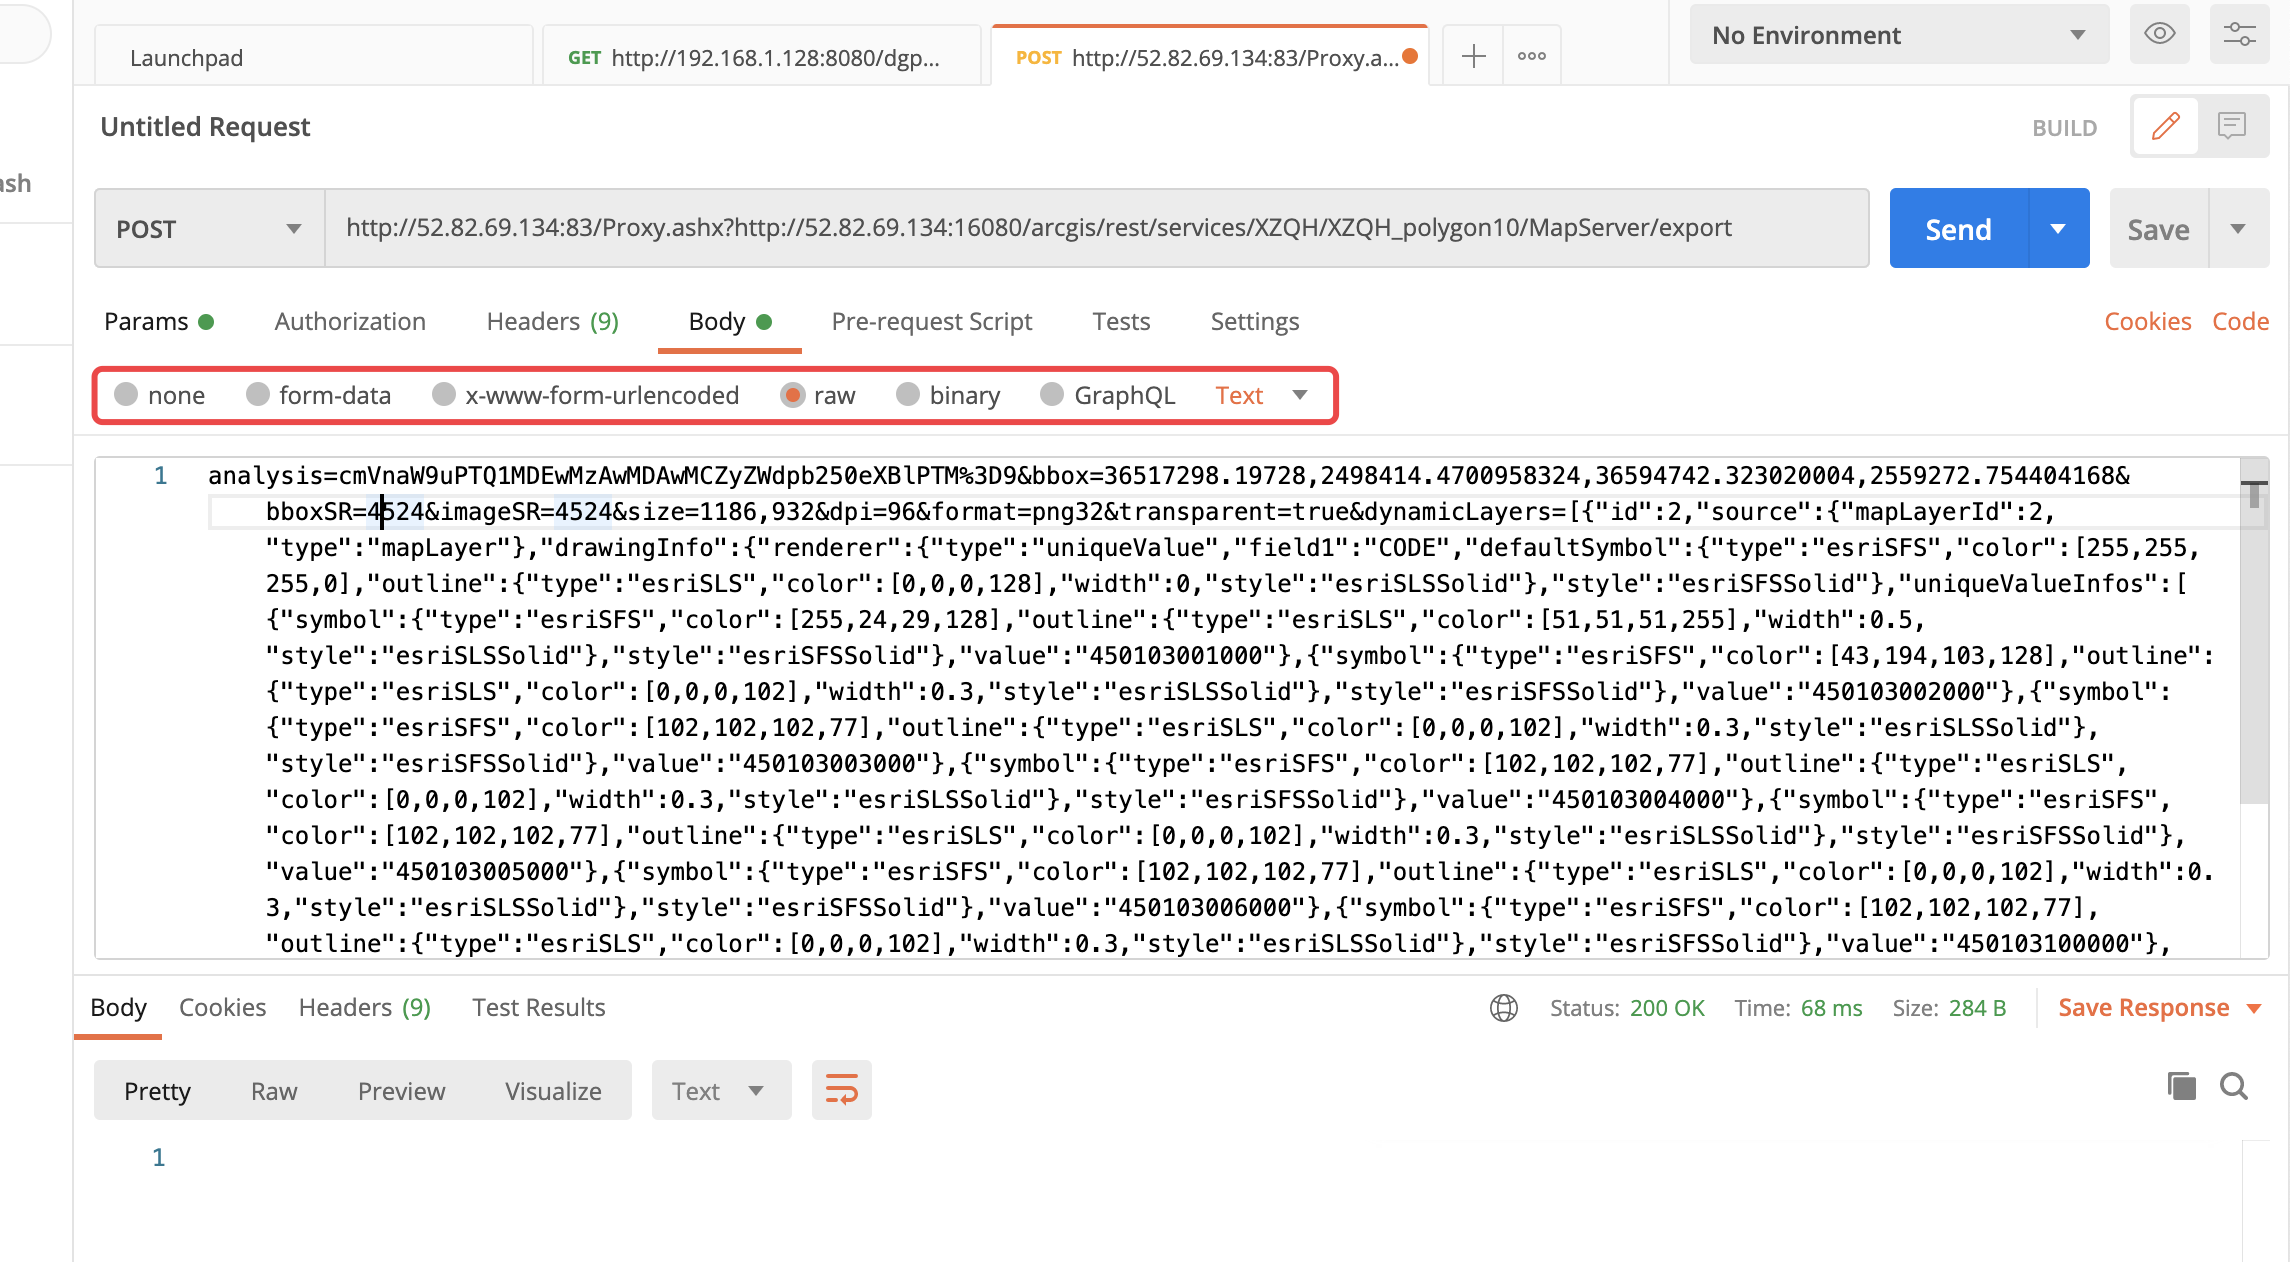 Launchpad
GET http://192.168.1.128:8080/dgp...
POST http://52.82.69.134:83/Proxy.a...
No Environment
Untitled Request
BUILD
ash
POST
http://52.82.69.134:83/Proxy.ashx?http://52.82.69.134:16080/arcgis/rest/services/XZQH/XZQH_polygon10/MapServer/export
Send
Save
Params
Authorization
Headers (9)
Body
Pre-request Script
Tests
Settings
Cookies
Code
none
form-data
x-www-form-urlencoded
raw
binary
GraphQL
Text
1
analysis=cmVnaW9uPTQ1MDEwMzAwMDAwMCZyZWdpb250eXBlPTM%3D9&bbox=36517298.19728,2498414.4700958324,36594742.323020004,2559272.754404168&
bboxSR=4524&imageSR=4524&size=1186,932&dpi=96&format=png32&transparent=true&dynamicLayers=[{"id":2,"source":{"mapLayerId":2,
"type":"mapLayer"},"drawingInfo":{"renderer":{"type":"uniqueValue","field1":"CODE","defaultSymbol":{"type":"esriSFS","color":[255,255,
255,0],"outline":{"type":"esriSLS","color":[0,0,0,128],"width":0,"style":"esriSLSSolid"},"style":"esriSFSSolid"},"uniqueValueInfos":[
{"symbol":{"type":"esriSFS","color":[255,24,29,128],"outline":{"type":"esriSLS","color":[51,51,51,255],"width":0.5,
"style":"esriSLSSolid"},"style":"esriSFSSolid"},"value":"450103001000"},{"symbol":{"type":"esriSFS","color":[43,194,103,128],"outline":
{"type":"esriSLS","color":[0,0,0,102],"width":0.3,"style":"esriSLSSolid"},"style":"esriSFSSolid"},"value":"450103002000"},{"symbol":
{"type":"esriSFS","color":[102,102,102,77],"outline":{"type":"esriSLS","color":[0,0,0,102],"width":0.3,"style":"esriSLSSolid"},
"style":"esriSFSSolid"},"value":"450103003000"},{"symbol":{"type":"esriSFS","color":[102,102,102,77],"outline":{"type":"esriSLS",
"color":[0,0,0,102],"width":0.3,"style":"esriSLSSolid"},"style":"esriSFSSolid"},"value":"450103004000"},{"symbol":{"type":"esriSFS",
"color":[102,102,102,77],"outline":{"type":"esriSLS","color":[0,0,0,102],"width":0.3,"style":"esriSLSSolid"},"style":"esriSFSSolid"},
"value":"450103005000"},{"symbol":{"type":"esriSFS","color":[102,102,102,77],"outline":{"type":"esriSLS","color":[0,0,0,102],"width":0.
3,"style":"esriSLSSolid"},"style":"esriSFSSolid"},"value":"450103006000"},{"symbol":{"type":"esriSFS","color":[102,102,102,77],
"outline":{"type":"esriSLS","color":[0,0,0,102],"width":0.3,"style":"esriSLSSolid"},"style":"esriSFSSolid"},"value":"450103100000"},
Body
Cookies
Headers (9)
Test Results
Status: 200 OK
Time: 68 ms
Size: 284 B
Save Response
Pretty
Raw
Preview
Visualize
Text
1